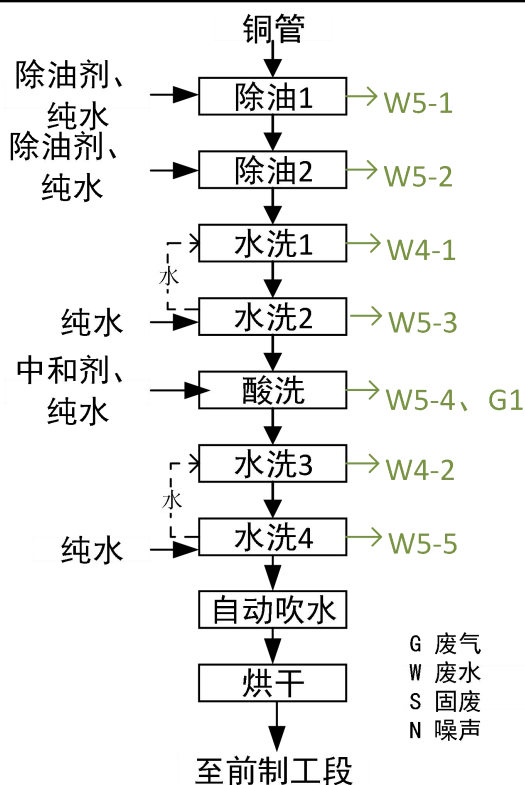 铜管
除油剂、
纯水
除油1
W5-1
除油剂、
纯水
除油2
W5-2
水洗1
W4-1
水
纯水
水洗2
W5-3
中和剂、
纯水
酸洗
W5-4、G1
水洗3
W4-2
水
纯水
水洗4
W5-5
自动吹水
烘干
至前制工段
G 废气
W 废水
S 固废
N 噪声